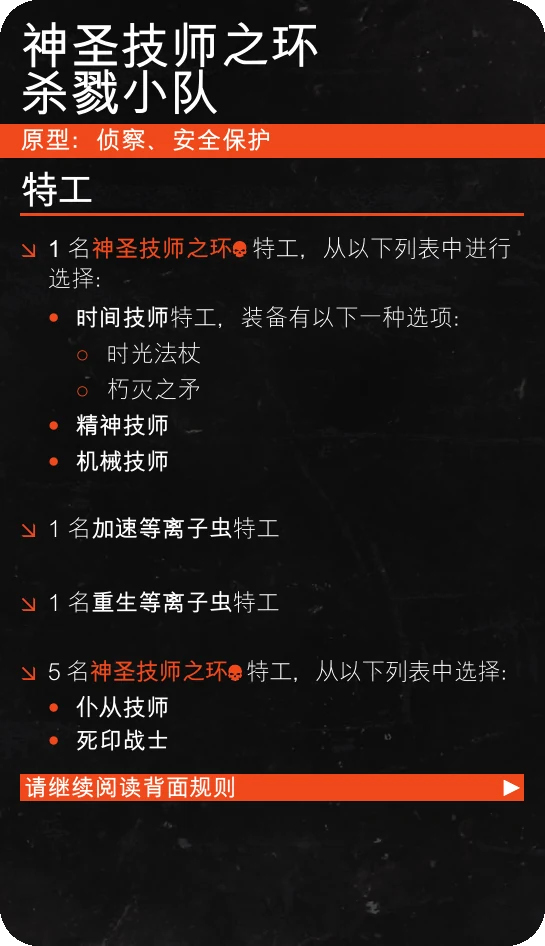 神圣技师之环
杀戮小队
原型：侦察、安全保护
特工
1 名神圣技师之环 特工，从以下列表中进行
选择：
时间技师特工，装备有以下一种选项：
时光法杖
朽灭之矛
精神技师
机械技师
1 名加速等离子虫特工
1 名重生等离子虫特工
5 名神圣技师之环 特工，从以下列表中选择：
仆从技师
死印战士
请继续阅读背面规则